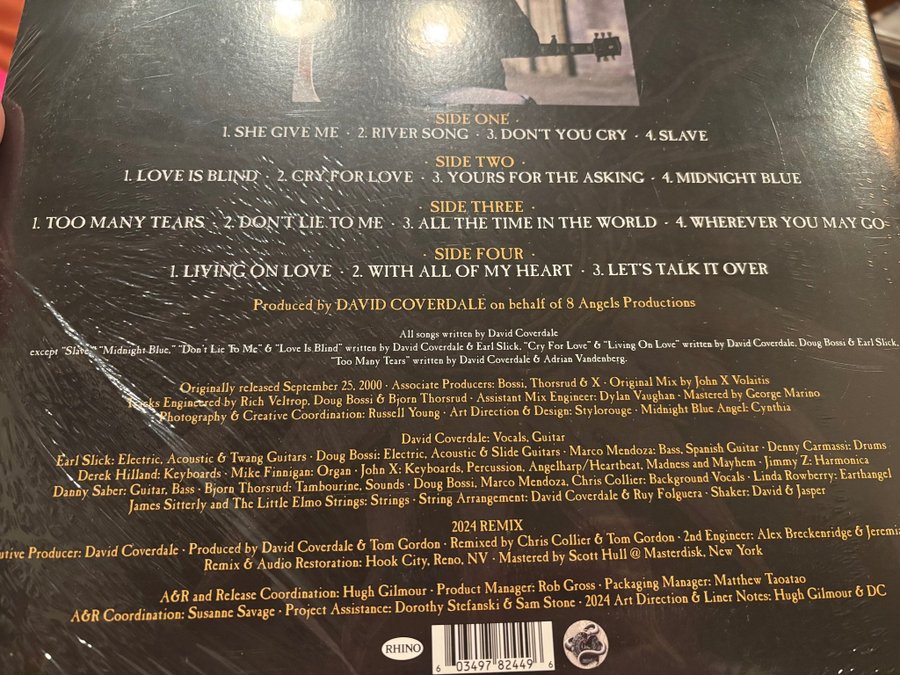 · SIDE ONE ·
1. SHE GIVE ME · 2. RIVER SONG · 3. DON'T YOU CRY · 4. SLAVE
· SIDE TWO ·
1. LOVE IS BLIND · 2. CRY FOR LOVE · 3. YOURS FOR THE ASKING · 4. MIDNIGHT BLUE
· SIDE THREE ·
1. TOO MANY TEARS · 2. DON'T LIE TO ME · 3. ALL THE TIME IN THE WORLD · 4. WHEREVER YOU MAY GO
· SIDE FOUR ·
1. LIVING ON LOVE · 2. WITH ALL OF MY HEART · 3. LET'S TALK IT OVER
Produced by DAVID COVERDALE on behalf of 8 Angels Productions
All songs written by David Coverdale
except "Slave," "Midnight Blue," "Don't Lie To Me" & "Love Is Blind" written by David Coverdale & Earl Slick, "Cry For Love" & "Living On Love" written by David Coverdale, Doug Bossi & Earl Slick,
"Too Many Tears" written by David Coverdale & Adrian Vandenberg.
Originally released September 25, 2000 · Associate Producers: Bossi, Thorsrud & X · Original Mix by John X Volaitis
Tracks Engineered by Rich Veltrop, Doug Bossi & Bjorn Thorsrud · Assistant Mix Engineer: Dylan Vaughan · Mastered by George Marino
Photography & Creative Coordination: Russell Young · Art Direction & Design: Stylorouge · Midnight Blue Angel: Cynthia
David Coverdale: Vocals, Guitar
Earl Slick: Electric, Acoustic & Twang Guitars · Doug Bossi: Electric, Acoustic & Slide Guitars · Marco Mendoza: Bass, Spanish Guitar · Denny Carmassi: Drums
Derek Hilland: Keyboards · Mike Finnigan: Organ · John X: Keyboards, Percussion, Angelharp/Heartbeat, Madness and Mayhem · Jimmy Z: Harmonica
Danny Saber: Guitar, Bass · Bjorn Thorsrud: Tambourine, Sounds · Doug Bossi, Marco Mendoza, Chris Collier: Background Vocals · Linda Rowberry: Earthangel
James Sitterly and The Little Elmo Strings: Strings · String Arrangement: David Coverdale & Ruy Folguera · Shaker: David & Jasper
2024 REMIX
utive Producer: David Coverdale · Produced by David Coverdale & Tom Gordon · Remixed by Chris Collier & Tom Gordon · 2nd Engineer: Alex Breckenridge & Jeremia
Remix & Audio Restoration: Hook City, Reno, NV · Mastered by Scott Hull @ Masterdisk, New York
A&R and Release Coordination: Hugh Gilmour · Product Manager: Rob Gross · Packaging Manager: Matthew Taoatao
A&R Coordination: Susanne Savage · Project Assistance: Dorothy Stefanski & Sam Stone · 2024 Art Direction & Liner Notes: Hugh Gilmour & DC
RHINO
6 03497 82449 6